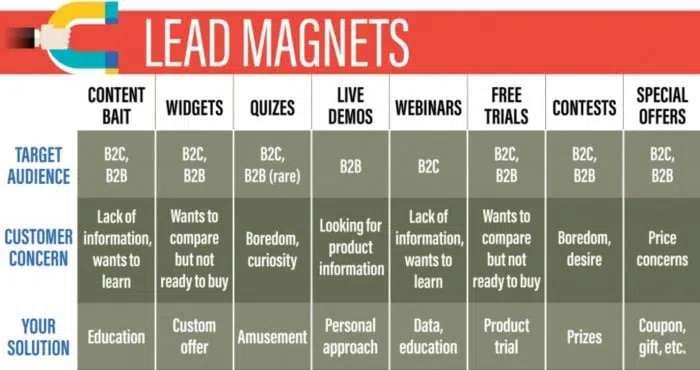 LEAD MAGNETS
CONTENT
BAIT
WIDGETS
QUIZES
LIVE
DEMOS
WEBINARS
FREE
TRIALS
CONTESTS
SPECIAL
OFFERS
TARGET
AUDIENCE
B2C,
B2B
B2C,
B2B
B2C,
B2B (rare)
B2B
B2C
B2C,
B2B
B2C,
B2B
B2C,
B2B
CUSTOMER
CONCERN
Lack of
information,
wants to
learn
Wants to
compare
but not
ready to buy
Boredom,
curiosity
Looking for
product
information
Lack of
information,
wants to
learn
Wants to
compare
but not
ready to buy
Boredom,
desire
Price
concerns
YOUR
SOLUTION
Education
Custom
offer
Amusement
Personal
approach
Data,
education
Product
trial
Prizes
Coupon,
gift, etc.